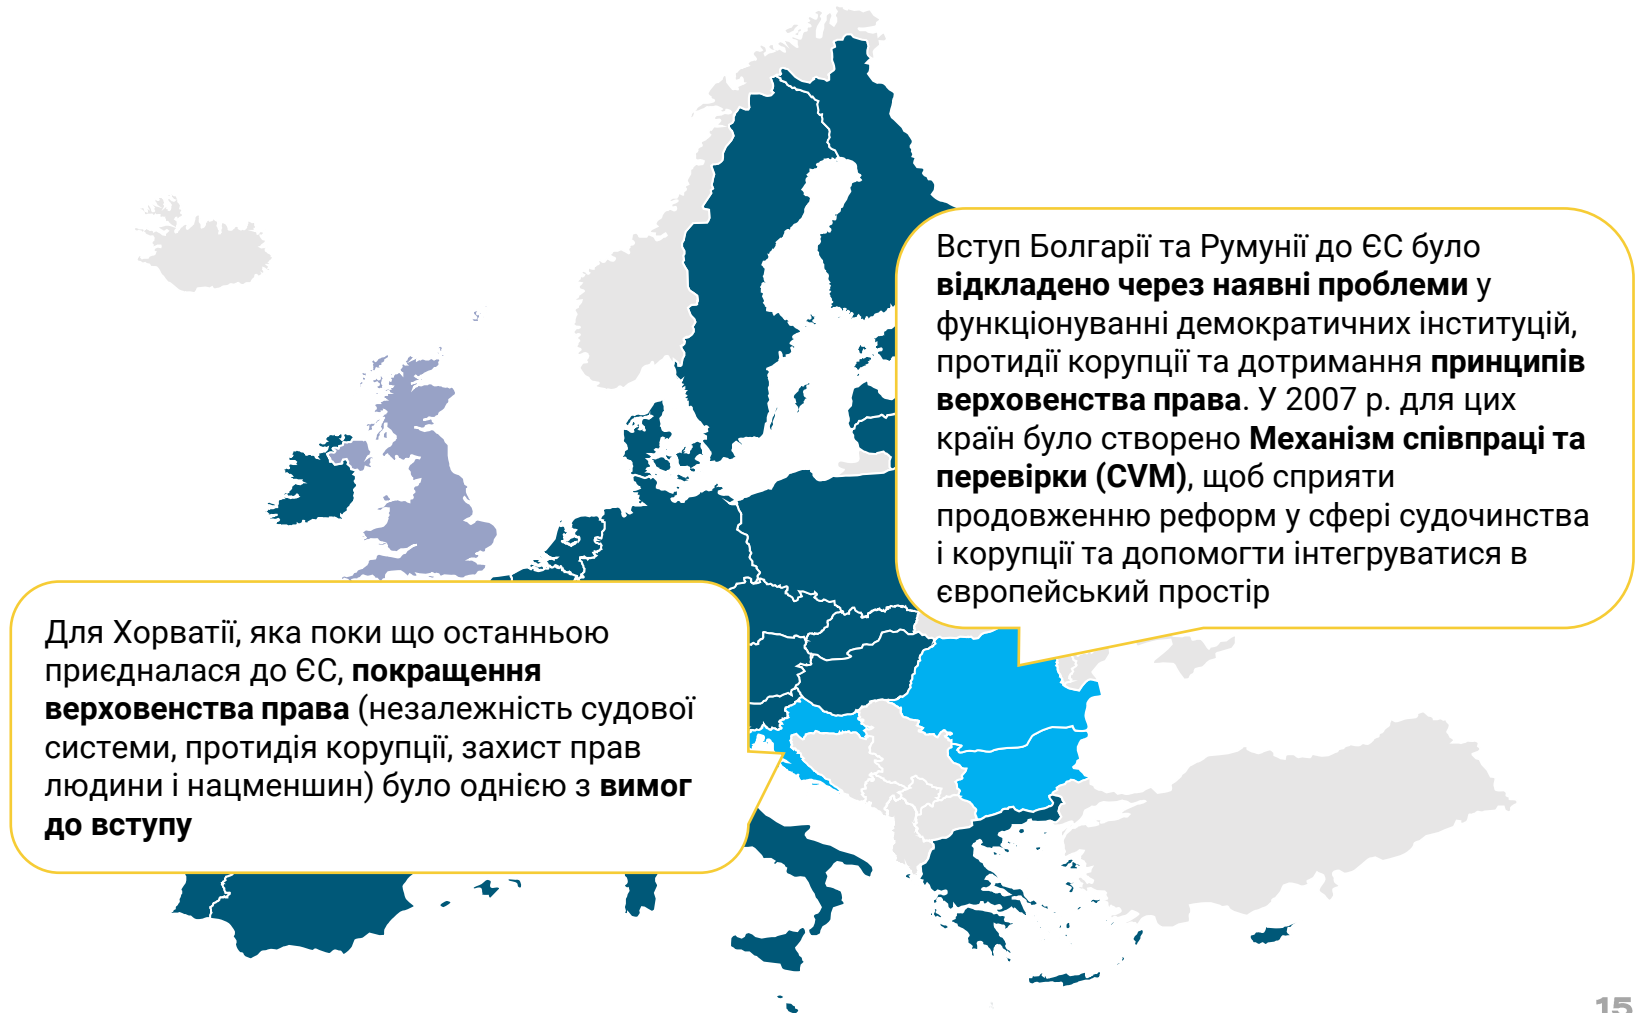 Вступ Болгарії та Румунії до ЄС було
відкладено через наявні проблеми у
функціонуванні демократичних інституцій,
протидії корупції та дотримання принципів
верховенства права. У 2007 р. для цих
країн було створено Механізм співпраці та
перевірки (CVM), щоб сприяти
продовженню реформ у сфері судочинства
і корупції та допомогти інтегруватися в
європейський простір
Для Хорватії, яка поки що останньою
приєдналася до ЄС, покращення
верховенства права (незалежність судової
системи, протидія корупції, захист прав
людини і нацменшин) було однією з вимог
до вступу
15